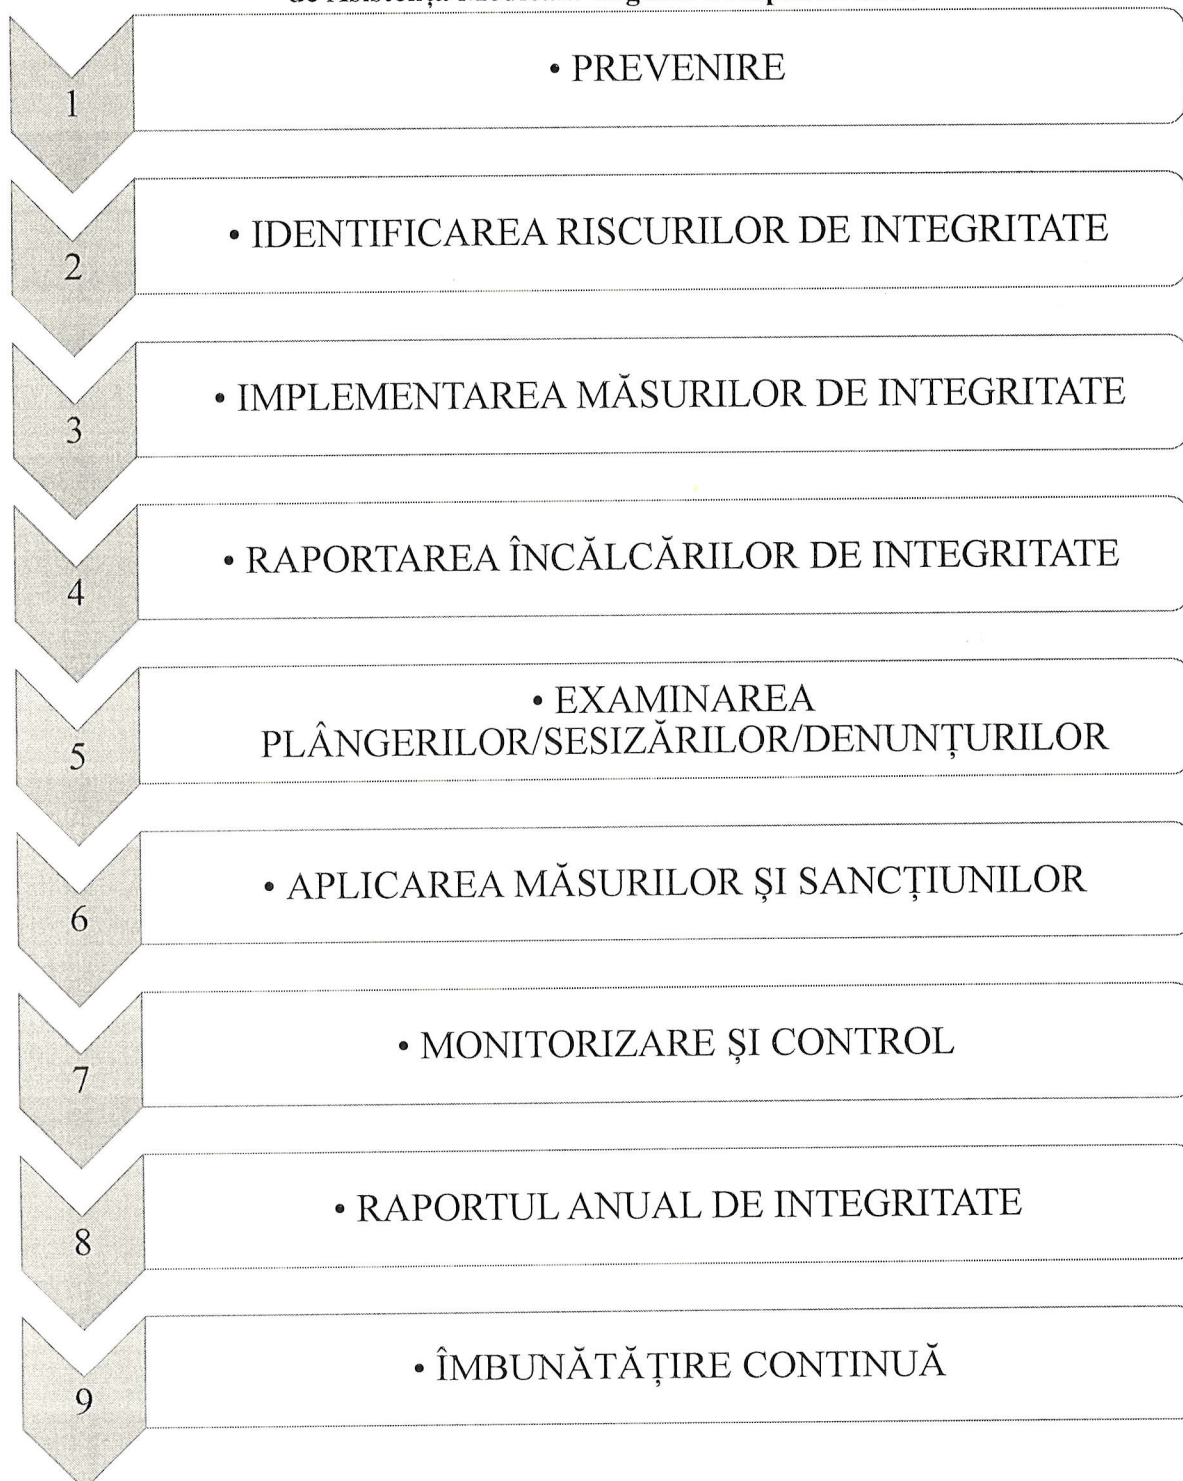 de Asistență
1
• PREVENIRE
2
• IDENTIFICAREA RISCURILOR DE INTEGRITATE
3
• IMPLEMENTAREA MĂSURILOR DE INTEGRITATE
4
• RAPORTAREA ÎNCĂLCĂRILOR DE INTEGRITATE
5
• EXAMINAREA
PLÂNGERILOR/SESIZĂRILOR/DENUNȚURILOR
6
• APLICAREA MĂSURILOR ȘI SANCȚIUNILOR
7
• MONITORIZARE ȘI CONTROL
8
• RAPORTUL ANUAL DE INTEGRITATE
9
• ÎMBUNĂTĂȚIRE CONTINUĂ